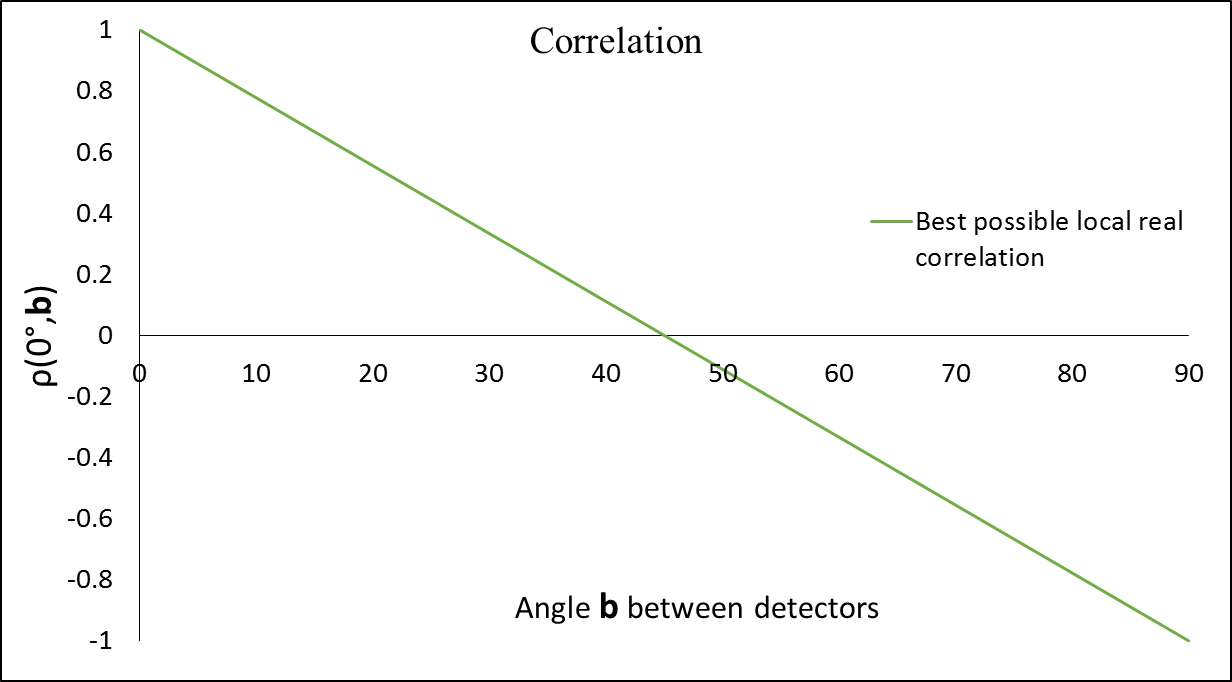 Correlation
1
0.8
0.6
0.4
0.2
0
-0.2
-0.4
-0.6
-0.8
-1
ρ(0°,b)
0 10 20 30 40 50 60 70 80 90
Best possible local real
correlation
Angle b between detectors